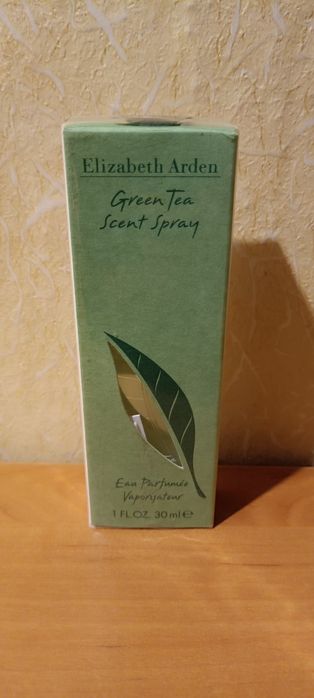 Elizabeth Arden
Green Tea
Scent Spray
Eau Parfumée
Vaporisateur
1 FL.OZ. 30 ml ℮